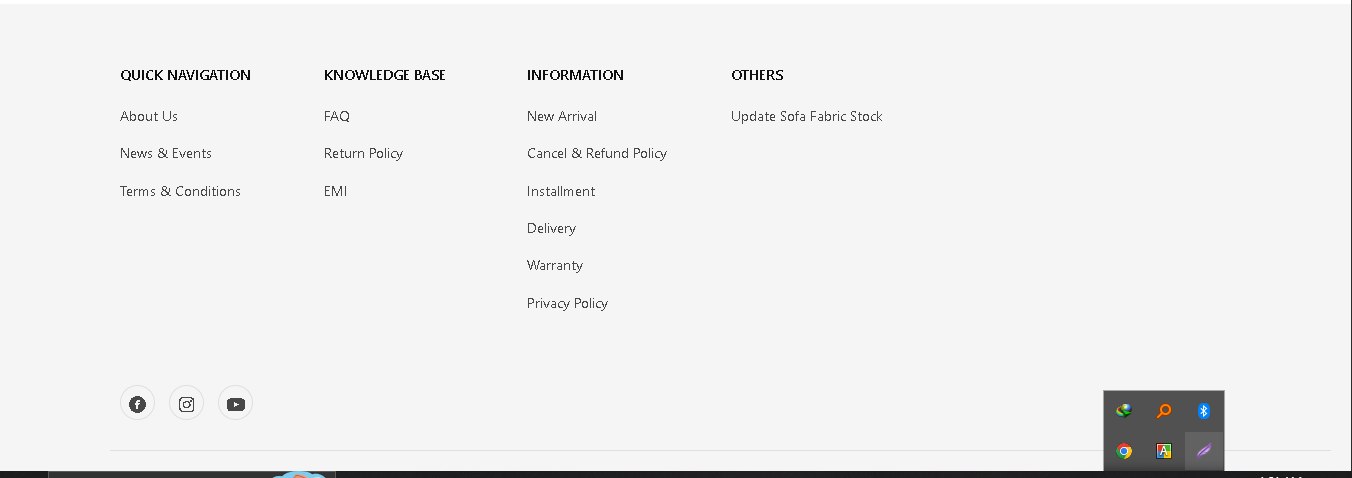 QUICK NAVIGATION
About Us
News & Events
Terms & Conditions
KNOWLEDGE BASE
FAQ
Return Policy
EMI
INFORMATION
New Arrival
Cancel & Refund Policy
Installment
Delivery
Warranty
Privacy Policy
OTHERS
Update Sofa Fabric Stock